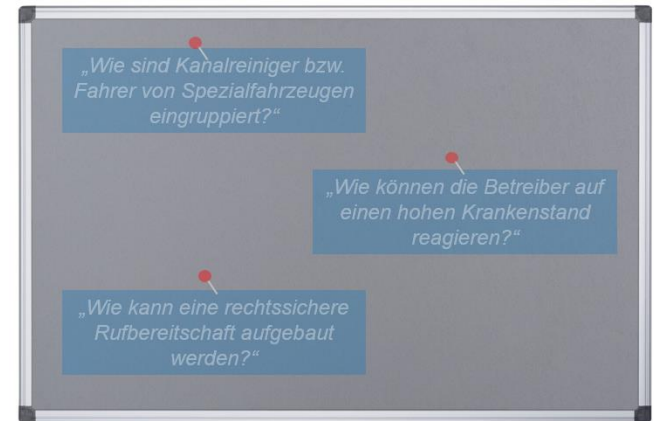 „Wie sind Kanalreiniger bzw.
Fahrer von Spezialfahrzeugen
eingruppiert?“
„Wie können die Betreiber auf
einen hohen Krankenstand
reagieren?“
„Wie kann eine rechtssichere
Rufbereitschaft aufgebaut
werden?“